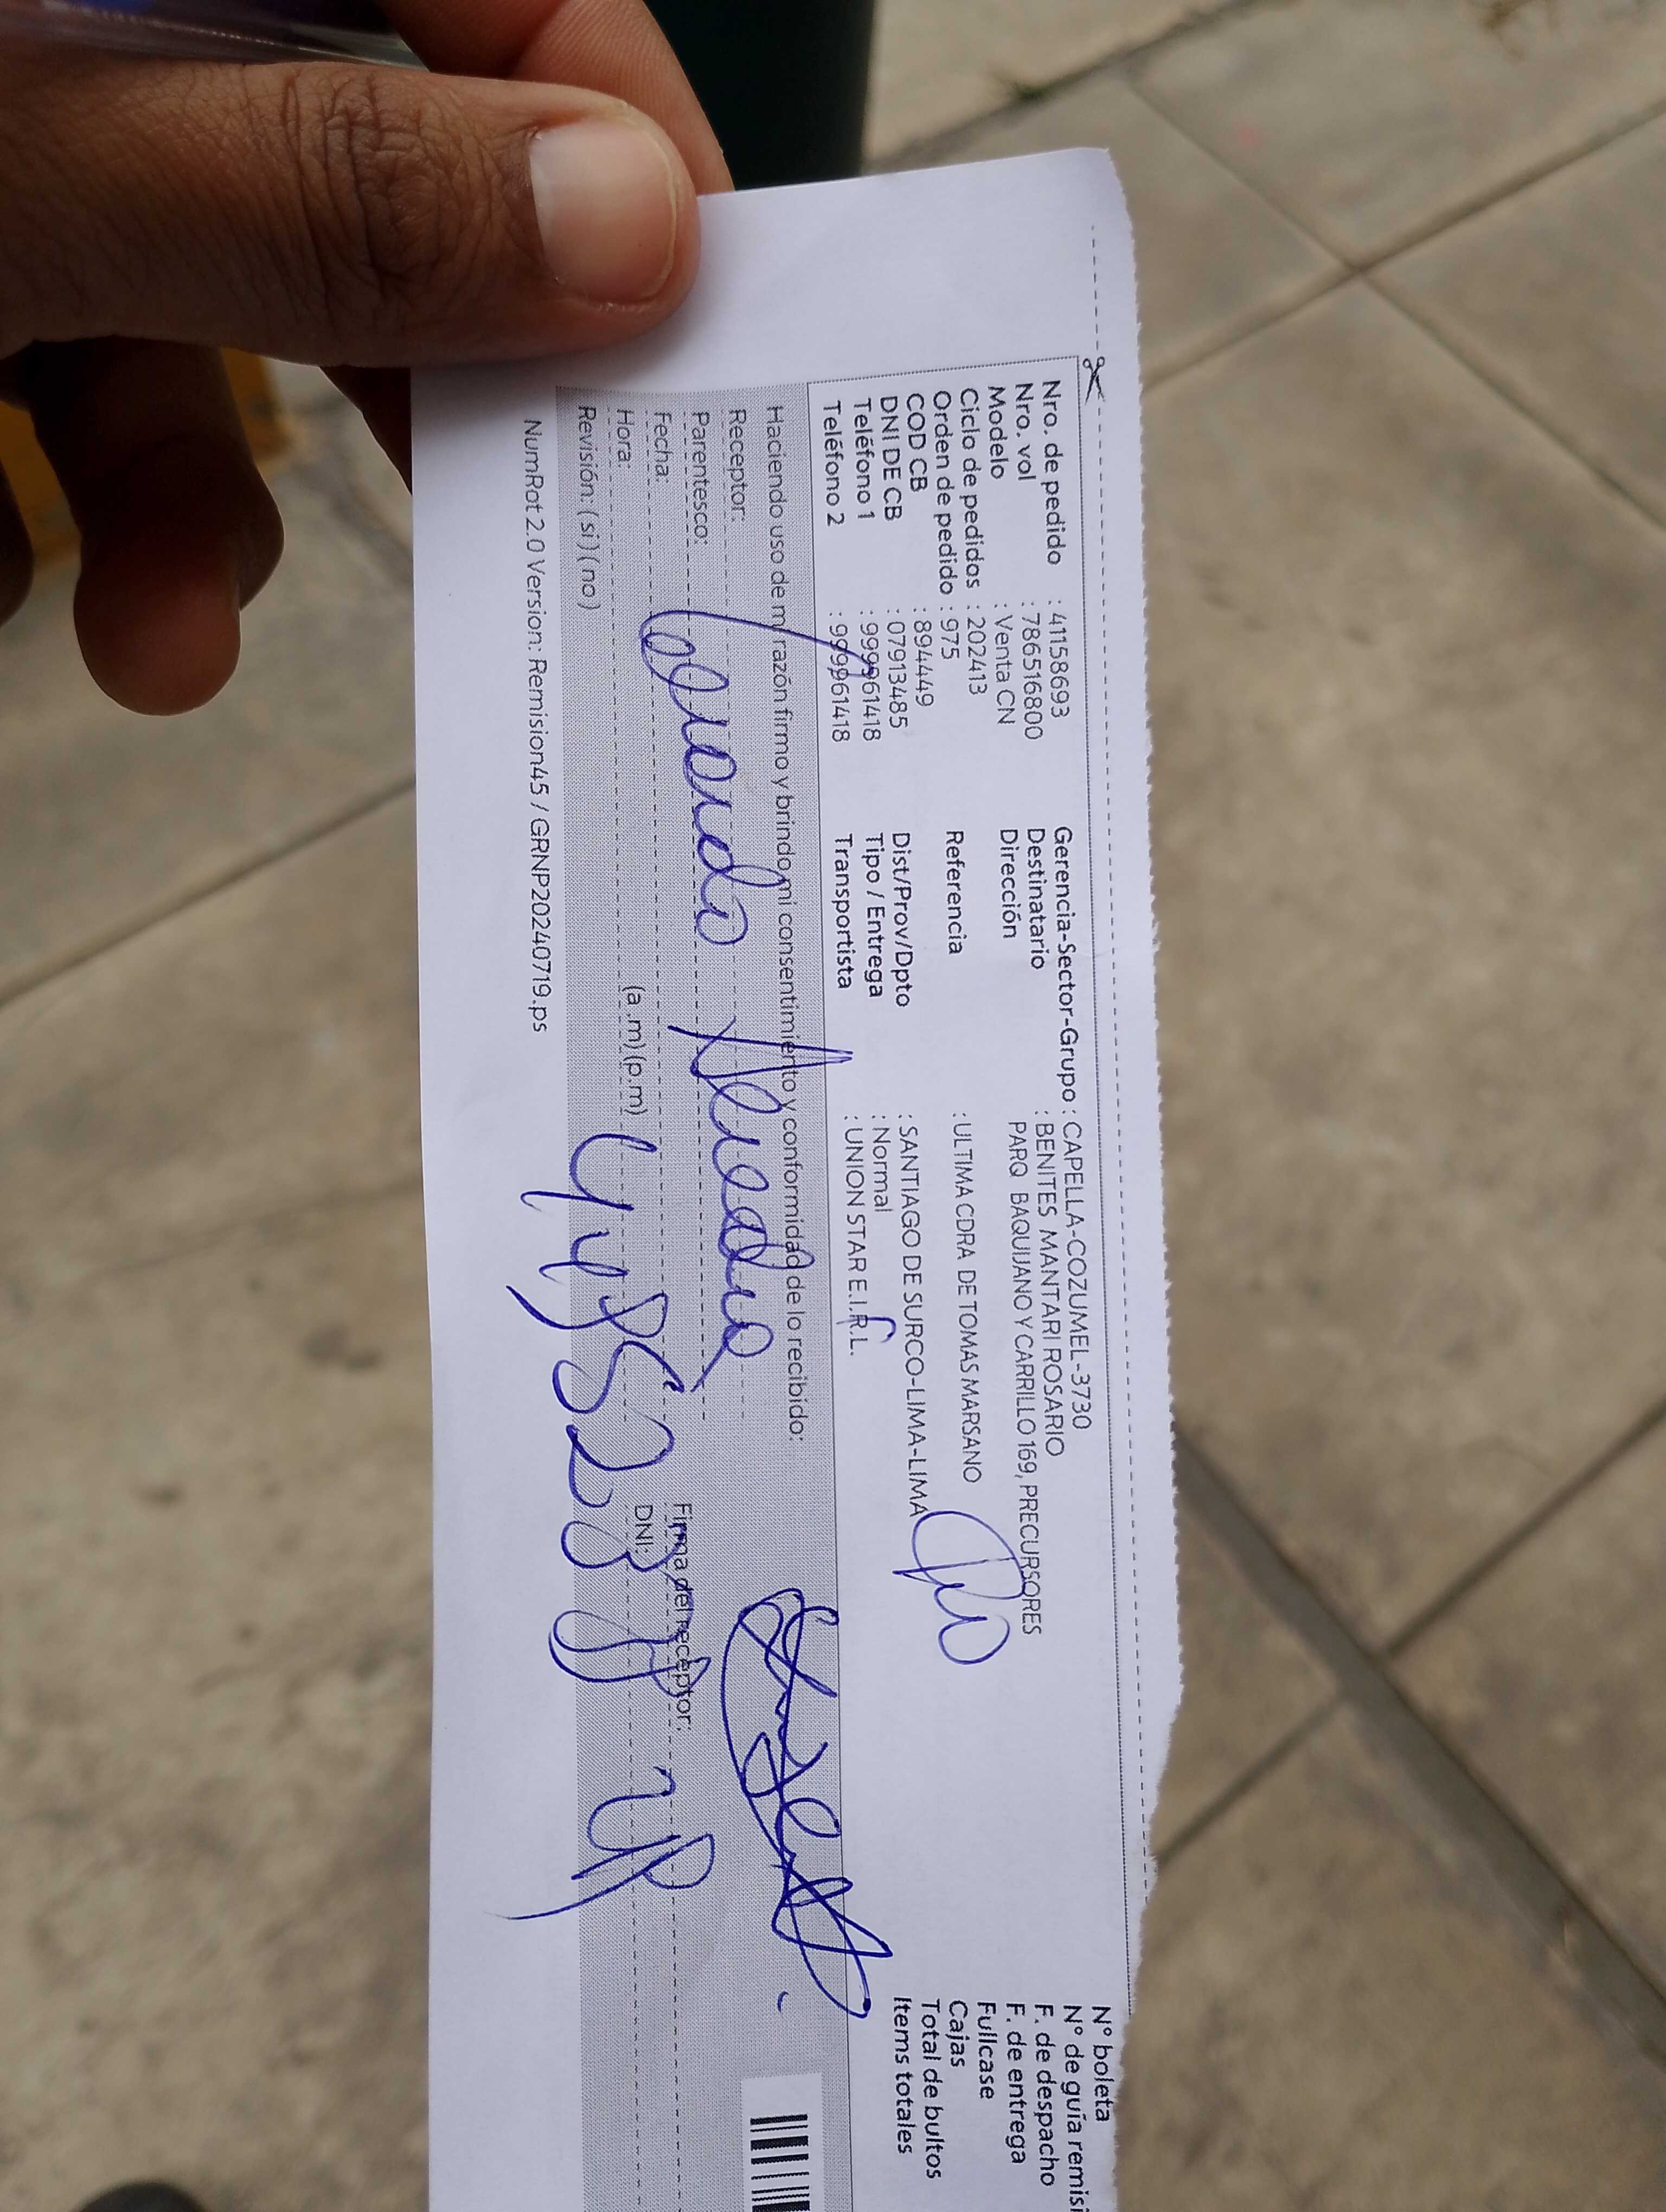 Nro. de pedido : 41158693
Nro. vol : 786516800
Modelo : Venta CN
Ciclo de pedidos : 202413
Orden de pedido : 975
COD CB : 894449
DNI DE CB : 07913485
Teléfono 1 : 999961418
Teléfono 2 : 999961418
Gerencia-Sector-Grupo : CAPELLA-COZUMEL-3730
Destinatario : BENITES MANTARI ROSARIO
Dirección PARQ BAQUIJANO Y CARRILLO 169, PRECURSORES
Referencia : ULTIMA CDRA DE TOMAS MARSANO
Dist/Prov/Dpto : SANTIAGO DE SURCO-LIMA-LIMA
Tipo / Entrega : Normal
Transportista : UNION STAR E.I.R.L.
N° boleta
N° de guía remisi
F. de despacho
F. de entrega
Fullcase
Cajas
Total de bultos
Items totales
Haciendo uso de mi razón firmo y brindo mi consentimiento y conformidad de lo recibido:
Receptor:
Parentesco:
Fecha:
Hora: (a.m) (p.m)
Revisión: ( si ) ( no )
Firma del receptor:
DNI:
NumRot 2.0 Version: Remision45 / GRNP20240719.ps